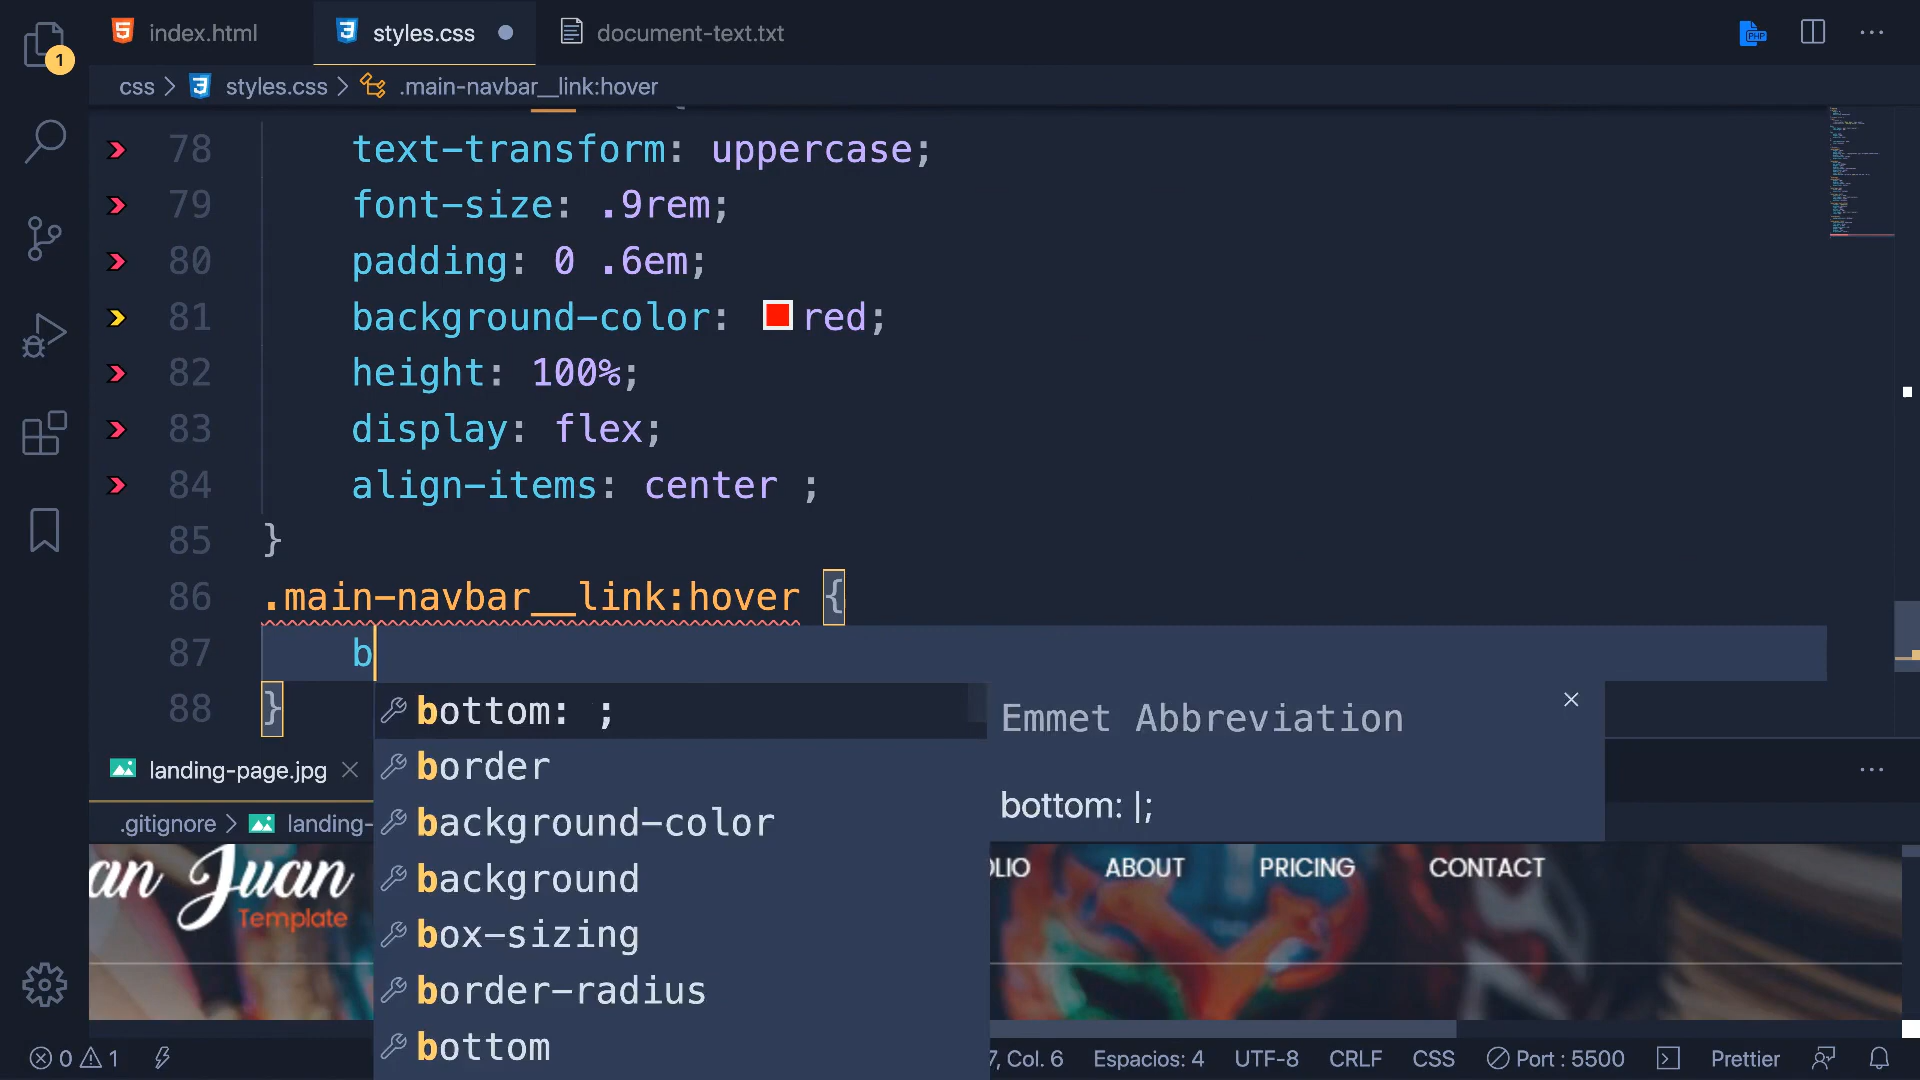 index.html
styles.css
document-text.txt
1
css > styles.css > .main-navbar__link:hover
78 text-transform: uppercase;
79 font-size: .9rem;
80 padding: 0 .6em;
81 background-color: red;
82 height: 100%;
83 display: flex;
84 align-items: center ;
85 }
86 .main-navbar__link:hover {
87 b
88 }
bottom: ;
border
background-color
background
box-sizing
border-radius
bottom
Emmet Abbreviation
bottom: |;
landing-page.jpg
.gitignore > landing-
an Juan
Template
OLIO ABOUT PRICING CONTACT
0 1
7, Col. 6 Espacios: 4 UTF-8 CRLF CSS Port : 5500 Prettier